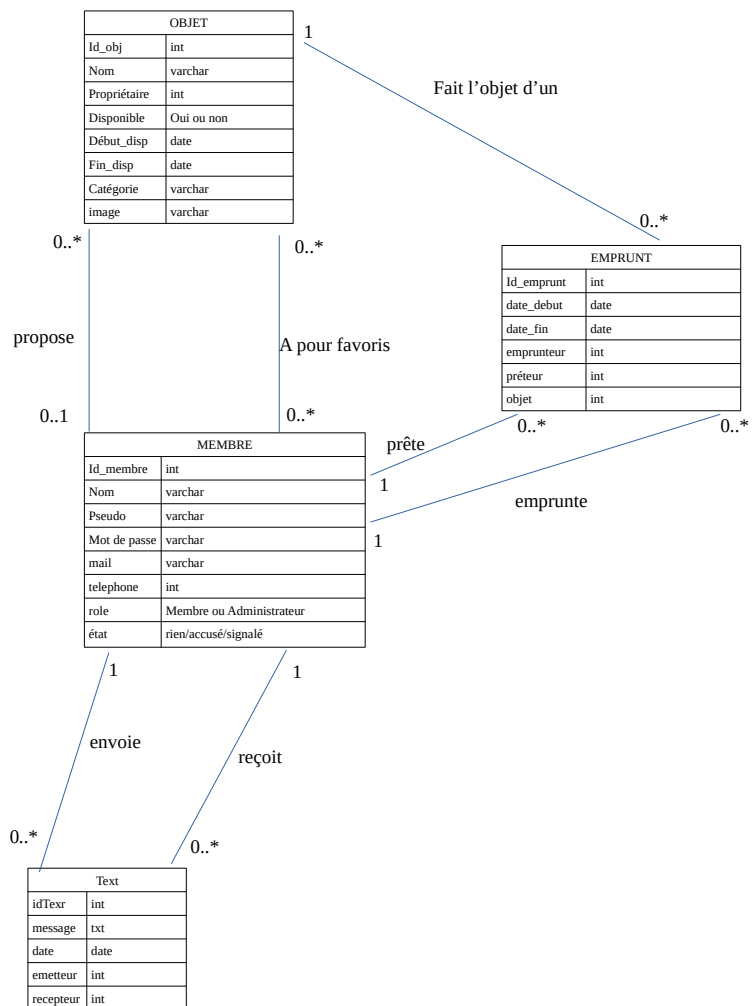 OBJET
Id_obj int
Nom varchar
Propriétaire int
Disponible Oui ou non
Début_disp date
Fin_disp date
Catégorie varchar
image varchar
1
Fait l’objet d’un
0..*
0..*
0..*
EMPRUNT
Id_emprunt int
date_debut date
date_fin date
emprunteur int
préteur int
objet int
propose
A pour favoris
0..1
0..*
0..*
0..*
prête
1
emprunte
1
MEMBRE
Id_membre int
Nom varchar
Pseudo varchar
Mot de passe varchar
mail varchar
telephone int
role Membre ou Administrateur
état rien/accusé/signalé
1
1
envoie
reçoit
0..*
0..*
Text
idTexr int
message txt
date date
emetteur int
recepteur int